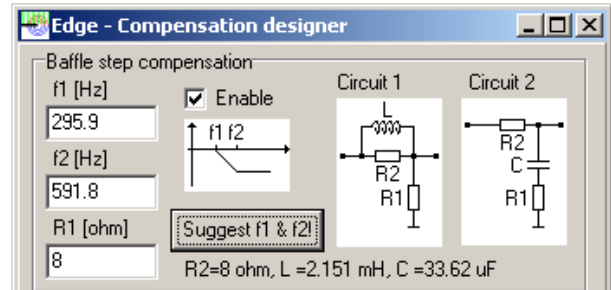 Edge - Compensation designer
Baffle step compensation
f1 [Hz]
295.9
Enable
f1 f2
Circuit 1
L
R2
R1
Circuit 2
R2
C
R1
f2 [Hz]
591.8
R1 [ohm]
8
Suggest f1 & f2!
R2=8 ohm, L =2.151 mH, C =33.62 uF